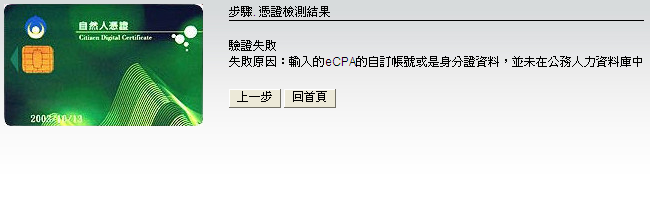 自然人憑證
Citizen Digital Certificate
2003/10/13
步驟.憑證檢測結果
驗證失敗
失敗原因：輸入的eCPA的自訂帳號或是身分證資料，並未在公務人力資料庫中
上一步
回首頁